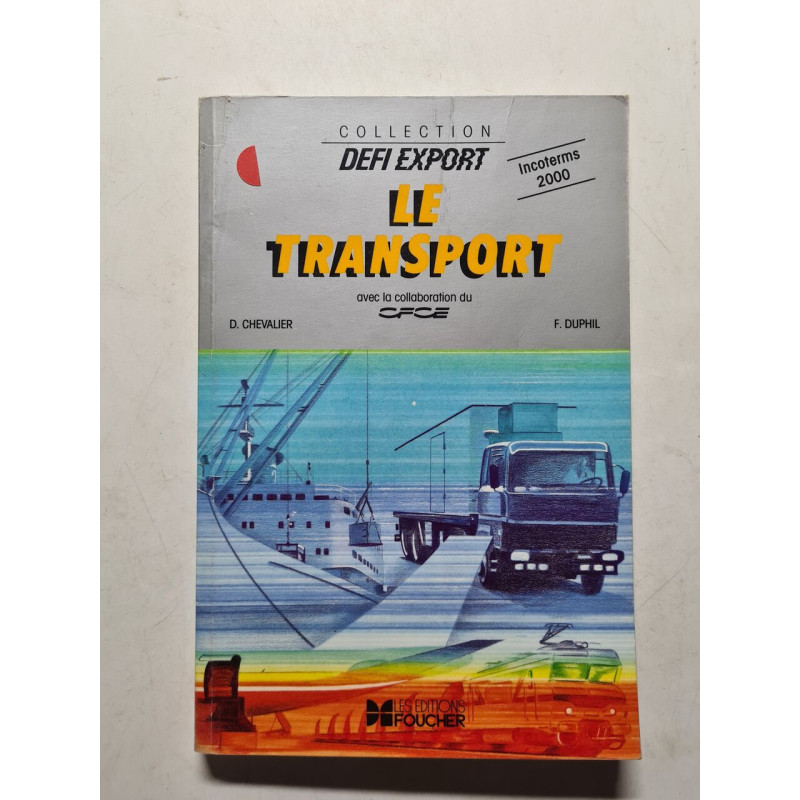 COLLECTION
DEFI EXPORT
Incoterms
2000
LE
TRANSPORT
avec la collaboration du
CFCE
D. CHEVALIER
F. DUPHIL
LES EDITIONS
FOUCHER